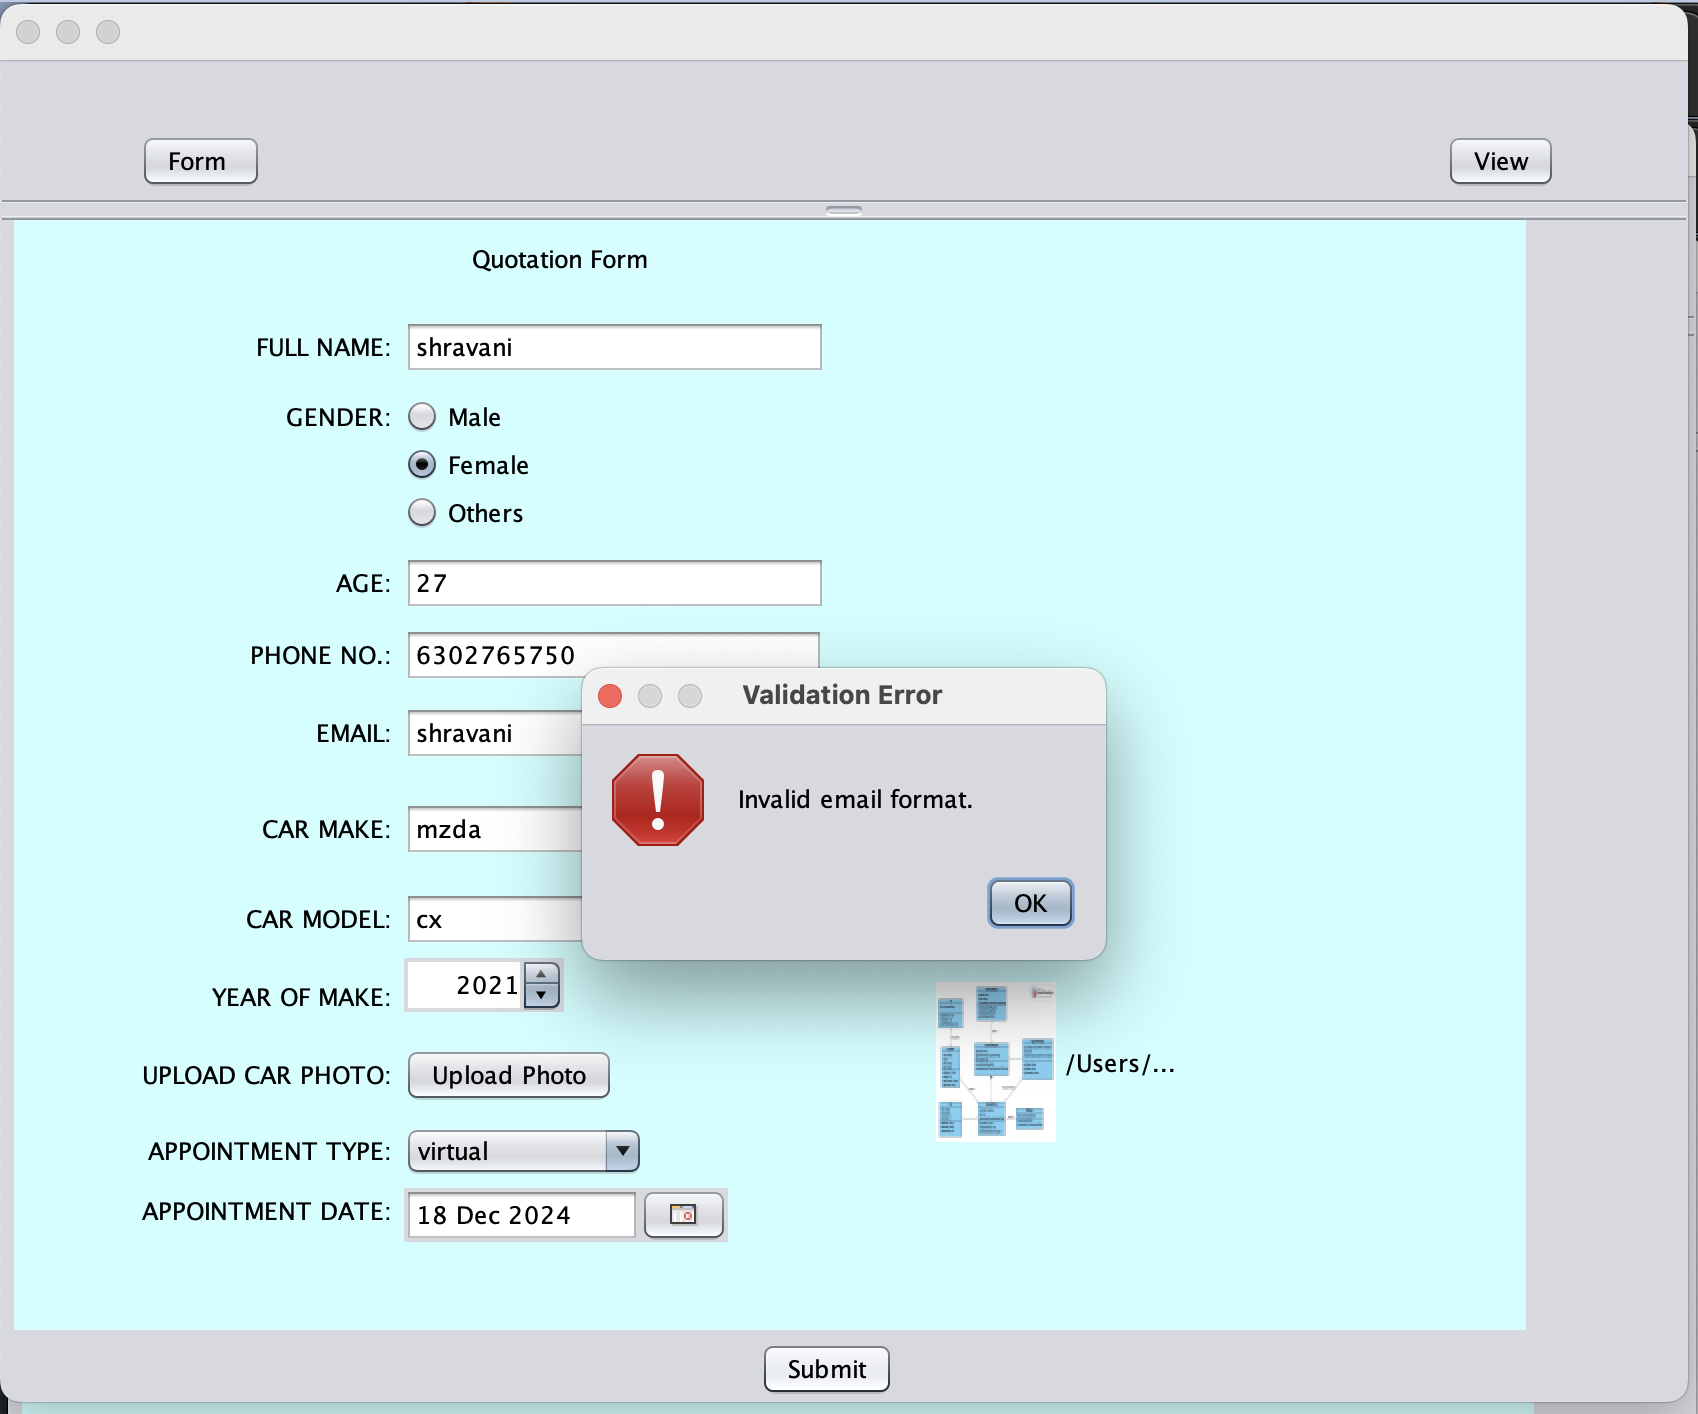 Form
View
Quotation Form
FULL NAME: shravani
GENDER: Male
Female
Others
AGE: 27
PHONE NO.: 6302765750
Validation Error
EMAIL: shravani
Invalid email format.
CAR MAKE: mzda
OK
CAR MODEL: cx
YEAR OF MAKE: 2021
UPLOAD CAR PHOTO: Upload Photo
/Users/...
APPOINTMENT TYPE: virtual
APPOINTMENT DATE: 18 Dec 2024
Submit